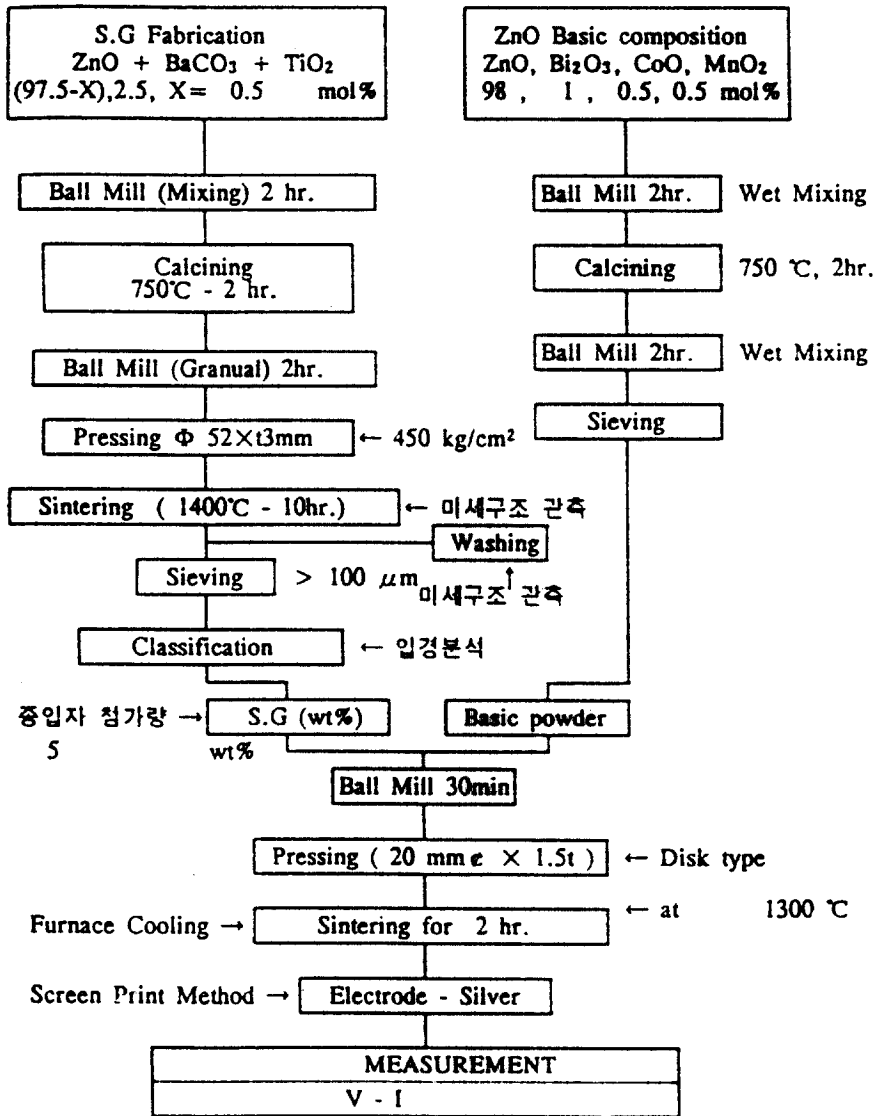 S.G Fabrication
ZnO + BaCO₃ + TiO₂
(97.5-X),2.5, X= 0.5 mol%
ZnO Basic composition
ZnO, Bi₂O₃, CoO, MnO₂
98 , 1 , 0.5, 0.5 mol%
Ball Mill (Mixing) 2 hr.
Ball Mill 2hr. Wet Mixing
Calcining
750℃ - 2 hr.
Calcining 750 ℃, 2hr.
Ball Mill (Granual) 2hr.
Ball Mill 2hr. Wet Mixing
Pressing Φ 52×t3mm ← 450 kg/cm²
Sieving
Sintering ( 1400℃ - 10hr.) ← 미세구조 관측
Washing
Sieving > 100 μm
미세구조 관측
Classification ← 입경분석
종입자 첨가량 → S.G (wt%)
5 wt%
Basic powder
Ball Mill 30min
Pressing ( 20 mm × 1.5t ) ← Disk type
← at 1300 ℃
Furnace Cooling → Sintering for 2 hr.
Screen Print Method → Electrode - Silver
MEASUREMENT
V - I